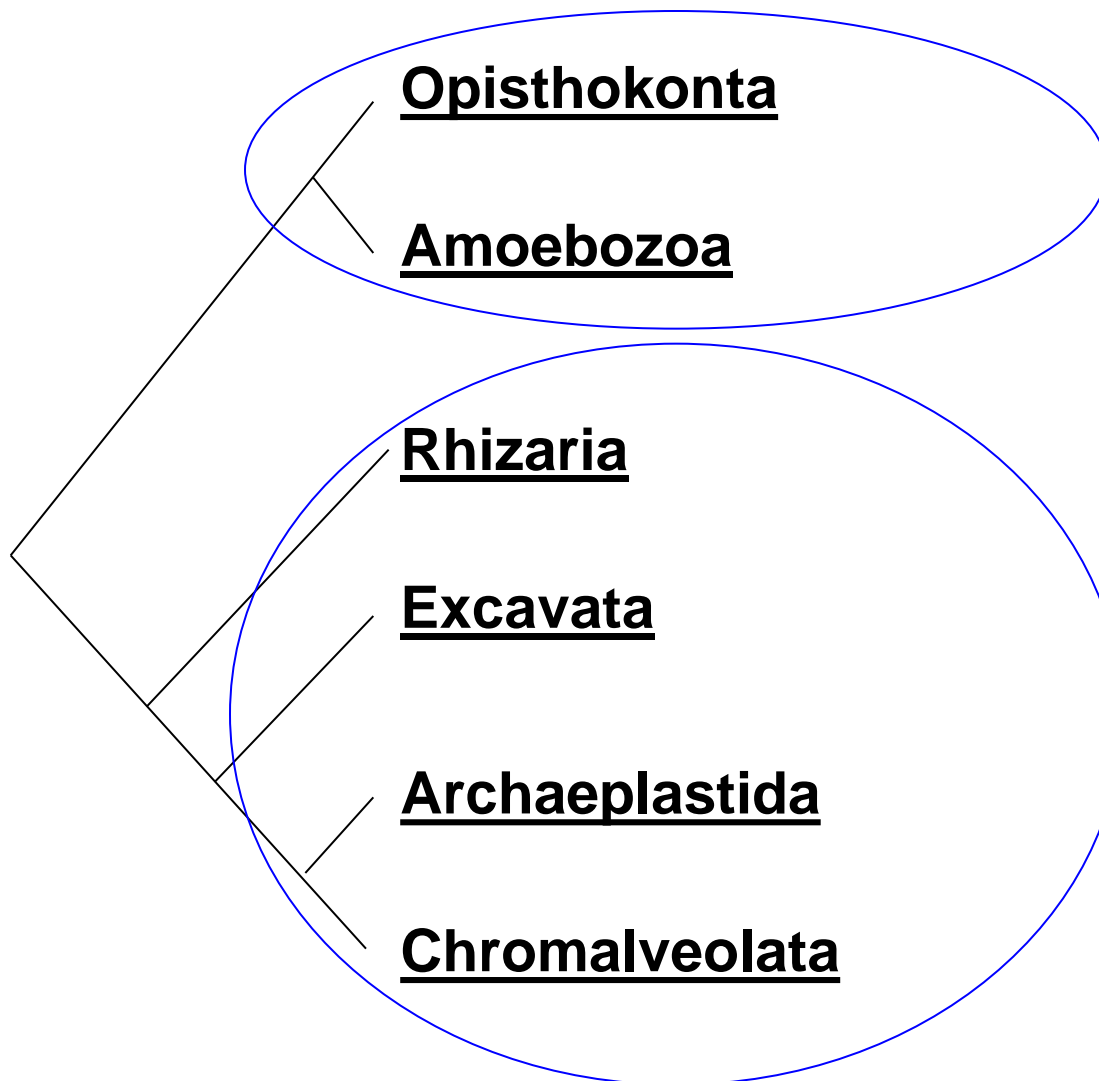 Opisthokonta
Amoebozoa
Rhizaria
Excavata
Archaeplastida
Chromalveolata